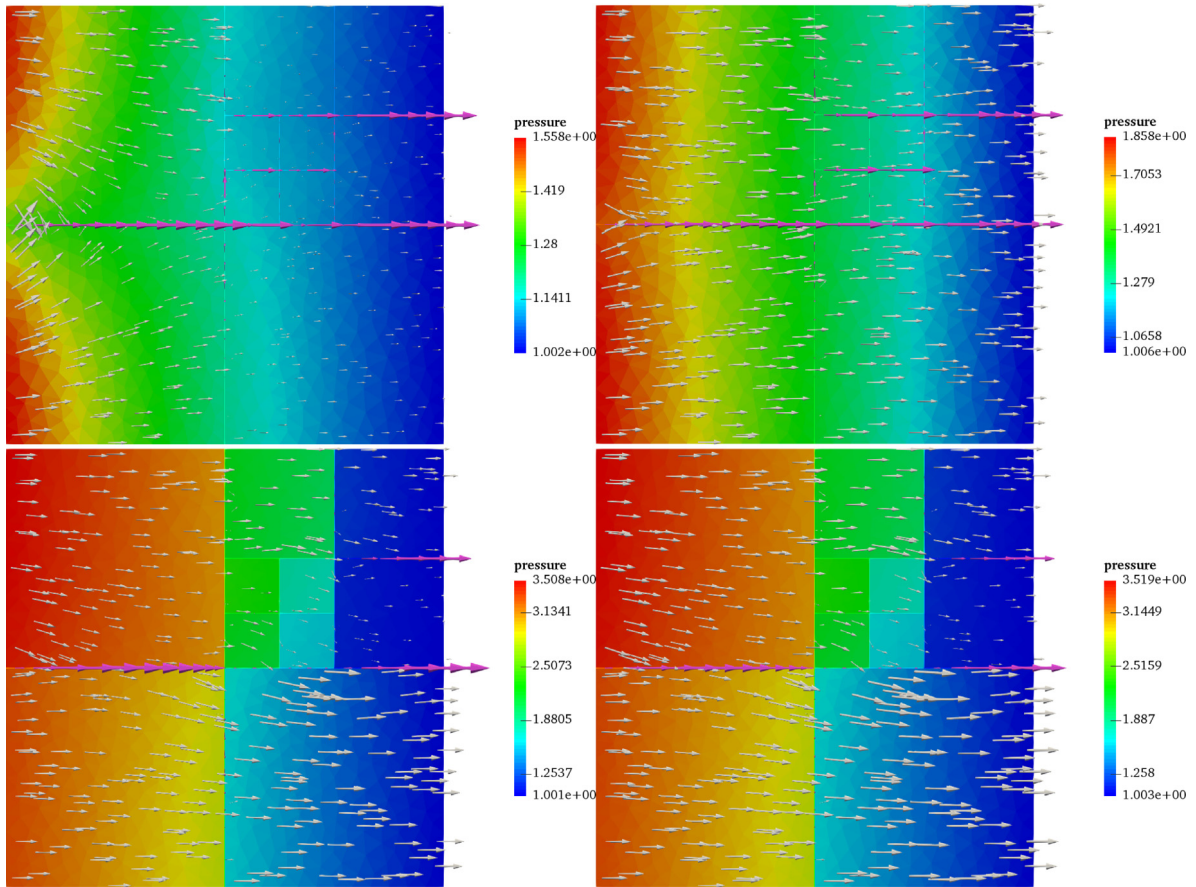 pressure
1.558e+00
1.419
1.28
1.1411
1.002e+00
pressure
1.858e+00
1.7053
1.4921
1.279
1.0658
1.006e+00
pressure
3.508e+00
3.1341
2.5073
1.8805
1.2537
1.001e+00
pressure
3.519e+00
3.1449
2.5159
1.887
1.258
1.003e+00